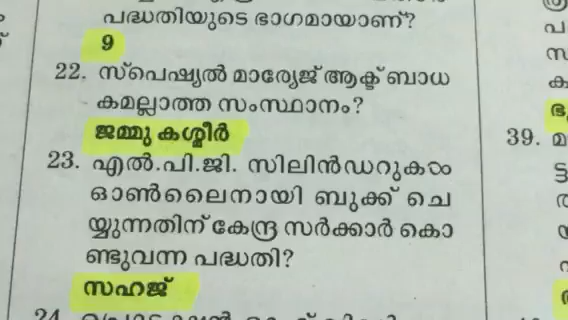 പദ്ധതിയുടെ ഭാഗമായാണ്?
9
22. സ്പെഷ്യൽ മാര്യേജ് ആക്ട് ബാധ
കമല്ലാത്ത സംസ്ഥാനം?
ജമ്മു കശ്മീർ
23. എൽ.പി.ജി. സിലിൻഡറുകൾ
ഓൺലൈനായി ബുക്ക് ചെ
യ്യുന്നതിന് കേന്ദ്ര സർക്കാർ കൊ
ണ്ടുവന്ന പദ്ധതി?
സഹജ്
24.
39.